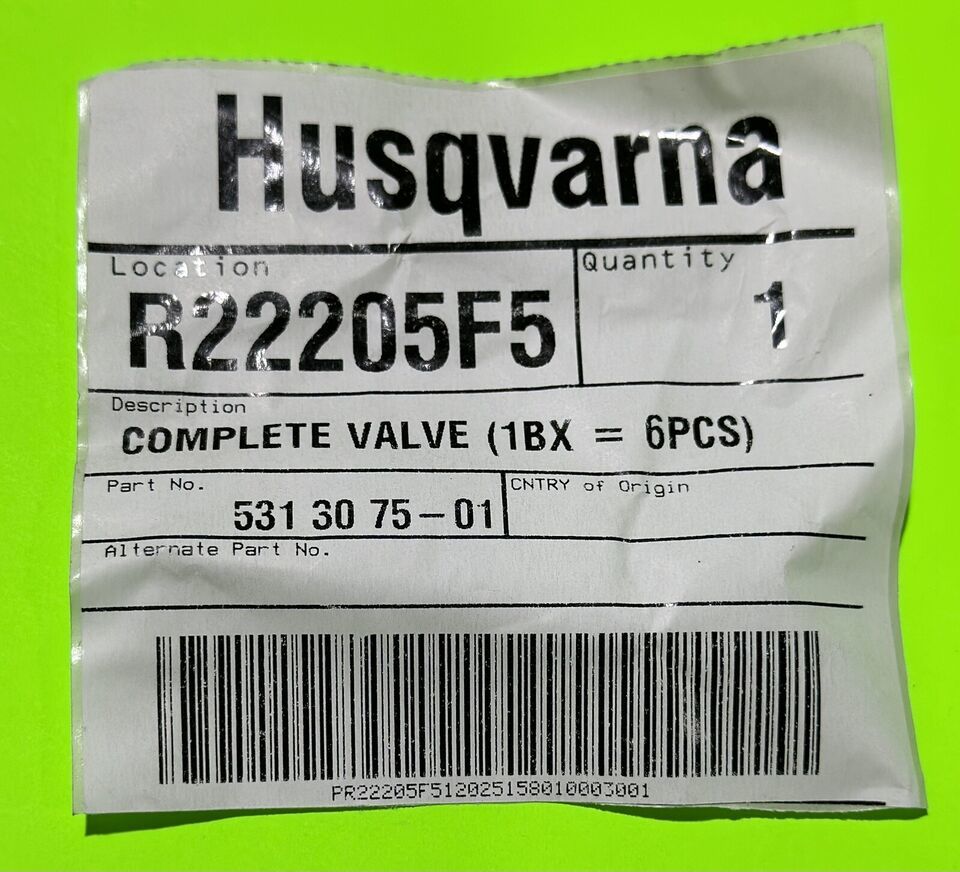 Husqvarna
Location
R22205F5
Quantity
1
Description
COMPLETE VALVE (1BX = 6PCS)
Part No.
531 30 75-01
CNTRY of Origin
Alternate Part No.
PR22205F512025158010003001